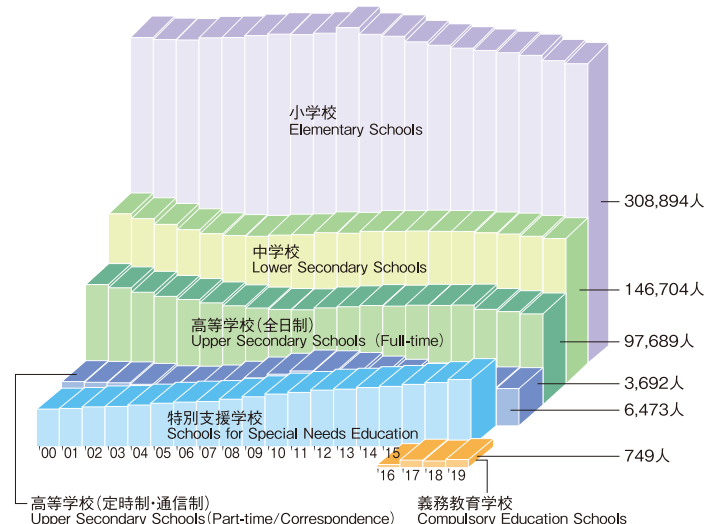 小学校
Elementary Schools
308,894人
中学校
Lower Secondary Schools
146,704人
高等学校(全日制)
Upper Secondary Schools (Full-time)
97,689人
3,692人
6,473人
特別支援学校
Schools for Special Needs Education
'00 '01 '02 '03 '04 '05 '06 '07 '08 '09 '10 '11 '12 '13 '14 '15
749人
'16 '17 '18 '19
高等学校(定時制・通信制)
Upper Secondary Schools(Part-time/Correspondence)
義務教育学校
Compulsory Education Schools